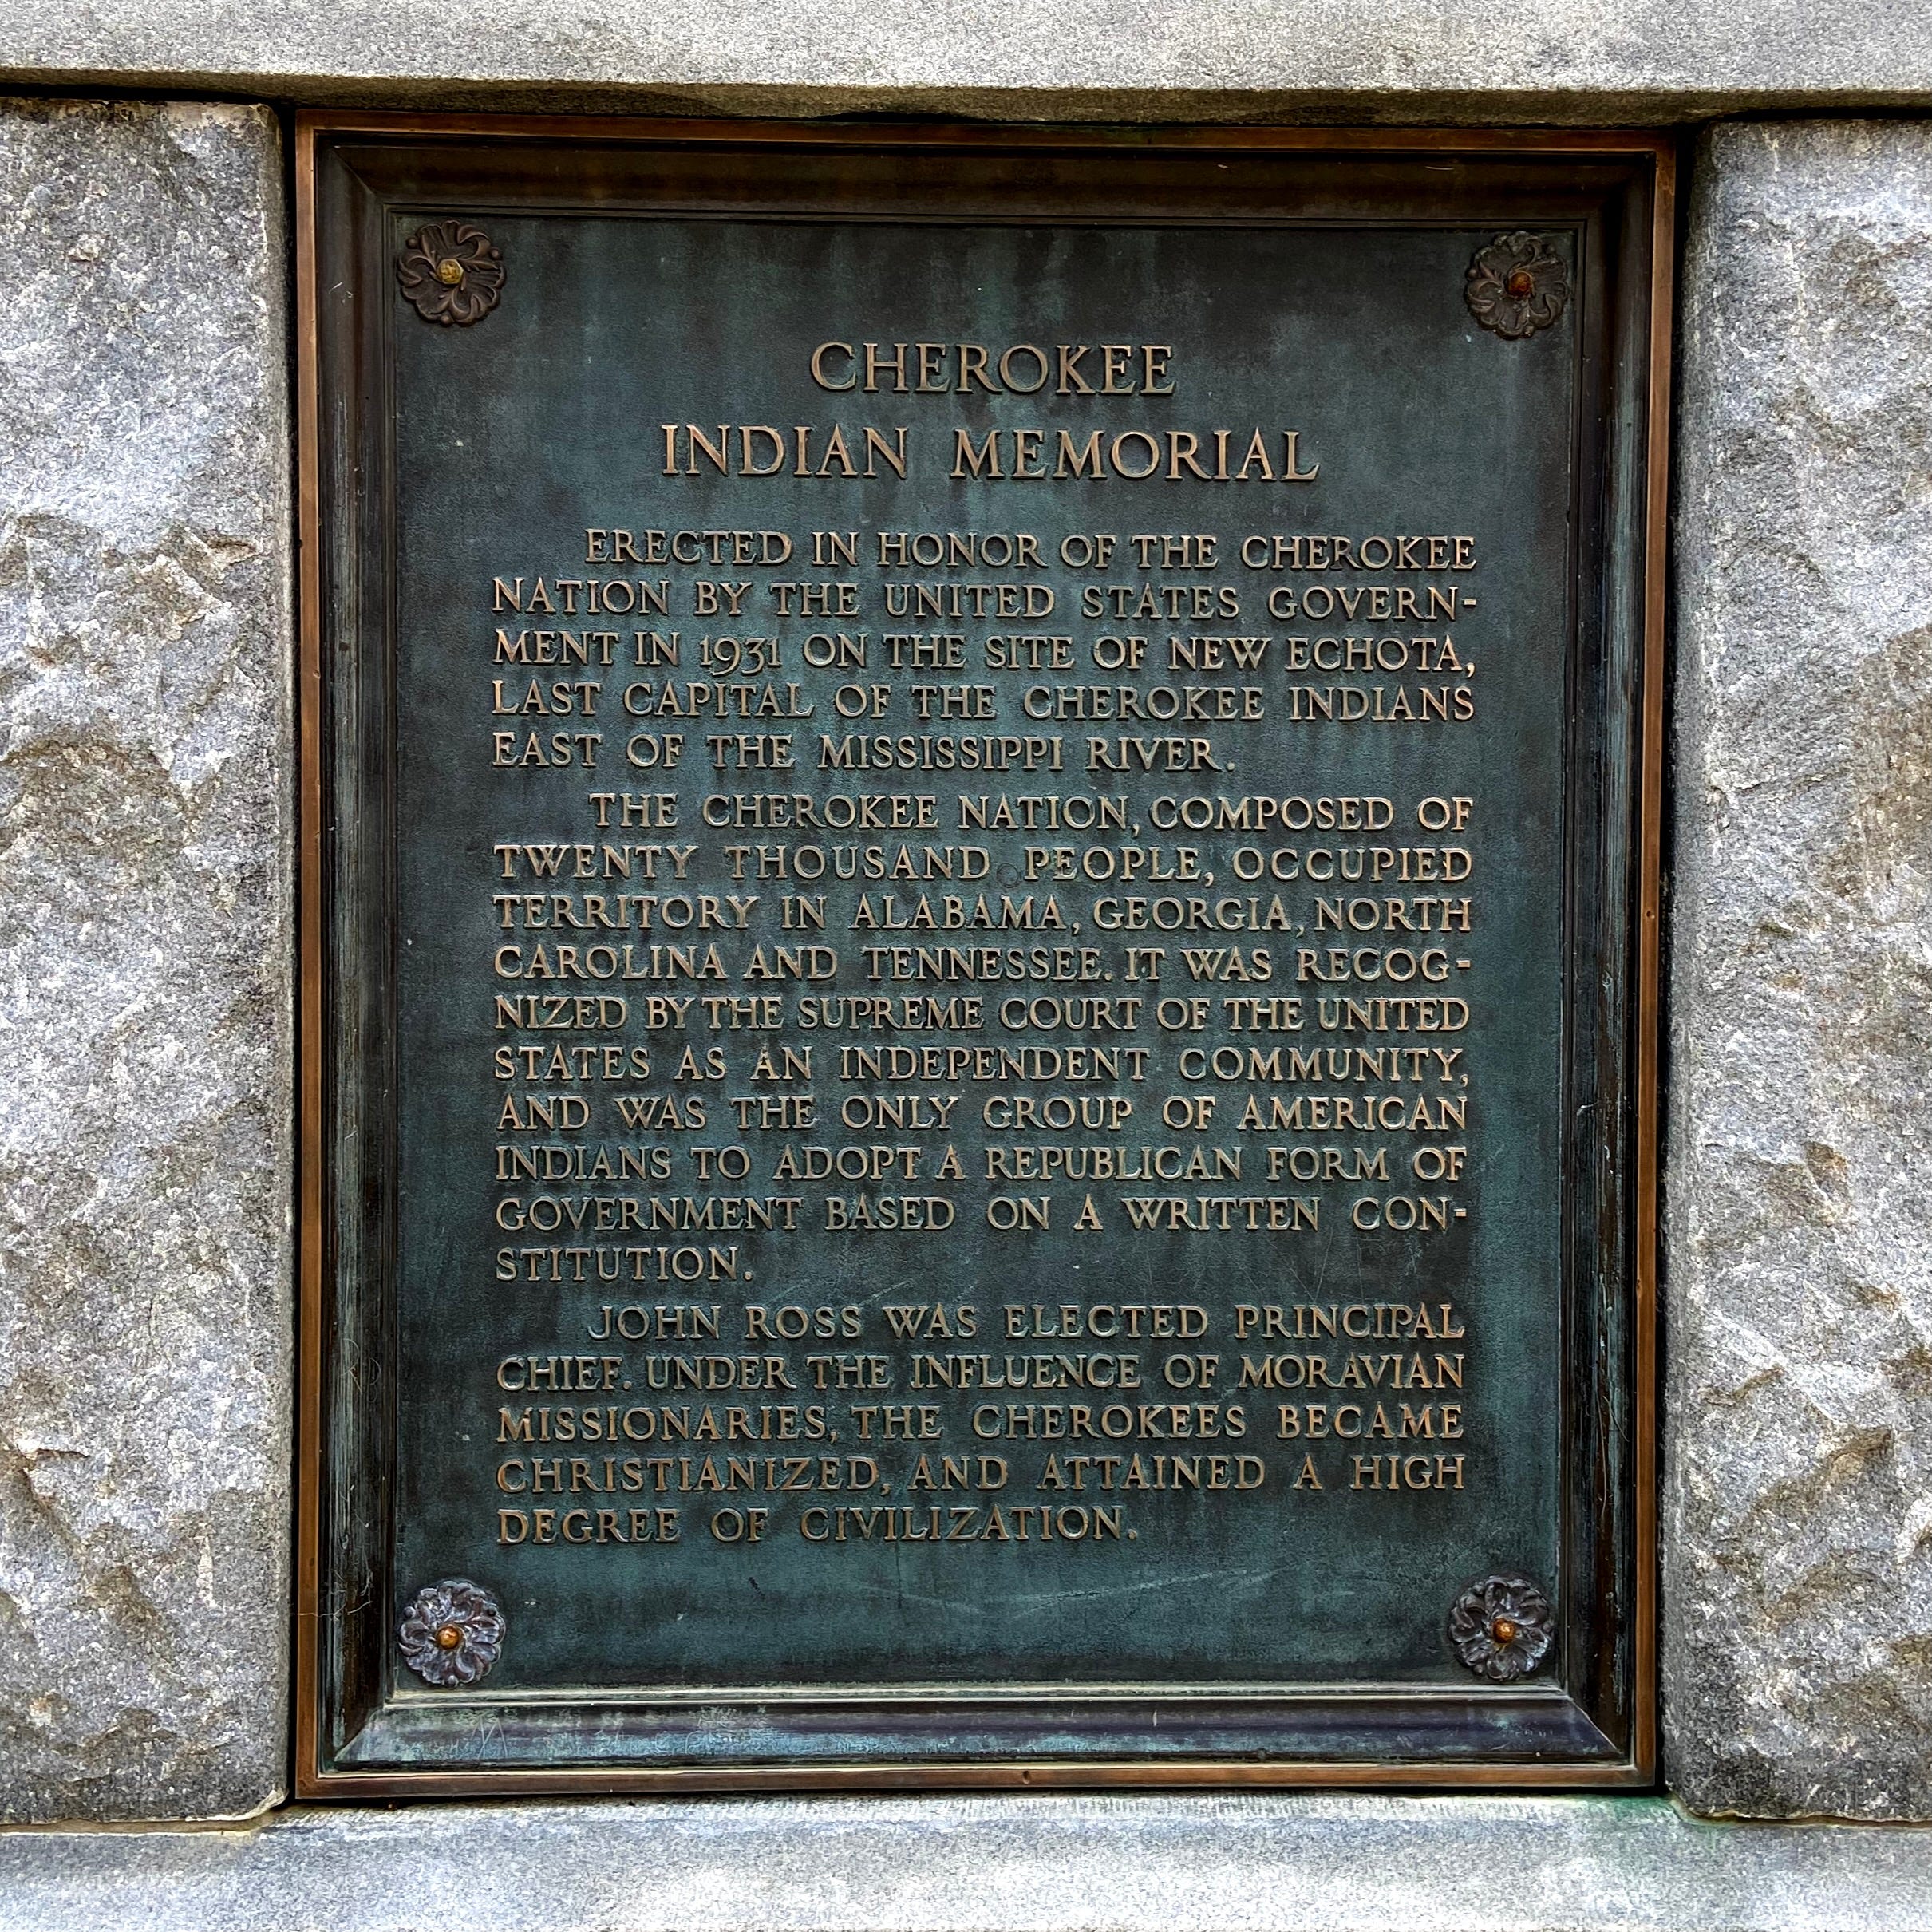 CHEROKEE
INDIAN MEMORIAL
ERECTED IN HONOR OF THE CHEROKEE
NATION BY THE UNITED STATES GOVERN-
MENT IN 1931 ON THE SITE OF NEW ECHOTA,
LAST CAPITAL OF THE CHEROKEE INDIANS
EAST OF THE MISSISSIPPI RIVER.
THE CHEROKEE NATION, COMPOSED OF
TWENTY THOUSAND PEOPLE, OCCUPIED
TERRITORY IN ALABAMA, GEORGIA, NORTH
CAROLINA AND TENNESSEE. IT WAS RECOG-
NIZED BY THE SUPREME COURT OF THE UNITED
STATES AS AN INDEPENDENT COMMUNITY,
AND WAS THE ONLY GROUP OF AMERICAN
INDIANS TO ADOPT A REPUBLICAN FORM OF
GOVERNMENT BASED ON A WRITTEN CON-
STITUTION.
JOHN ROSS WAS ELECTED PRINCIPAL
CHIEF. UNDER THE INFLUENCE OF MORAVIAN
MISSIONARIES, THE CHEROKEES BECAME
CHRISTIANIZED, AND ATTAINED A HIGH
DEGREE OF CIVILIZATION.